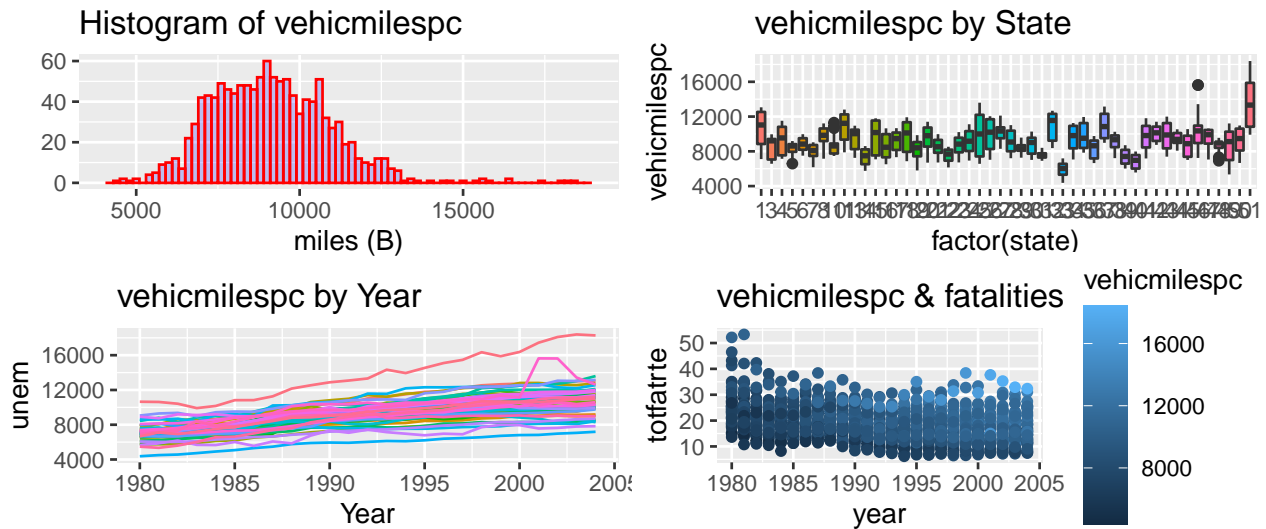 Histogram of vehicmilespc
60
40
20
0
5000 10000 15000
miles (B)
vehicmilespc by State
vehicmilespc
16000
12000
8000
4000
factor(state)
vehicmilespc by Year
unem
16000
12000
8000
4000
1980 1985 1990 1995 2000 2005
Year
vehicmilespc & fatalities
totfatrte
50
40
30
20
10
1980 1985 1990 1995 2000 2005
year
vehicmilespc
16000
12000
8000